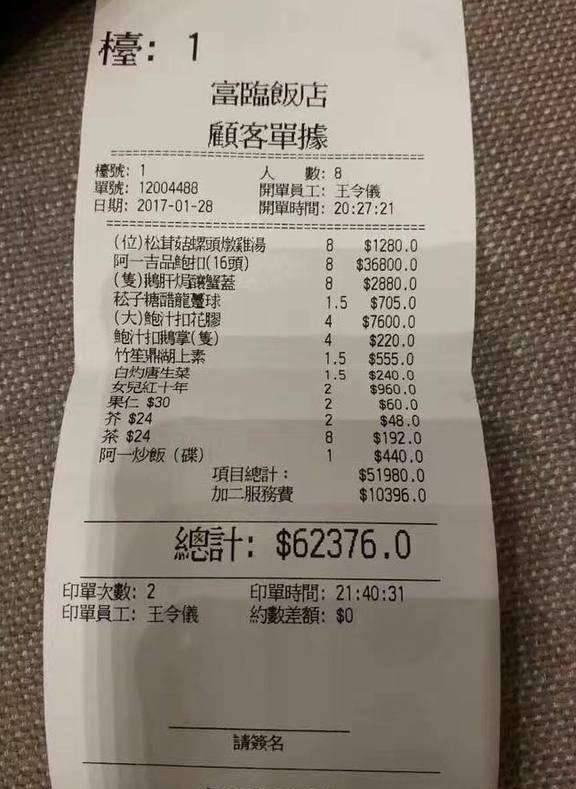 檯: 1
富臨飯店
顧客單據
檯號: 1 人 數: 8
單號: 12004488 開單員工: 王令儀
日期: 2017-01-28 開單時間: 20:27:21
(位)松茸菇螺頭燉雞湯 8 $1280.0
阿一吉品鮑扣(16頭) 8 $36800.0
(隻)鵝肝焗釀蟹蓋 8 $2880.0
菘子糖醋龍躉球 1.5 $705.0
(大)鮑汁扣花膠 4 $7600.0
鮑汁扣鵝掌(隻) 4 $220.0
竹笙鼎湖上素 1.5 $555.0
白灼唐生菜 1.5 $240.0
女兒紅十年 2 $960.0
果仁 $30 2 $60.0
芥 $24 2 $48.0
茶 $24 8 $192.0
阿一炒飯 (碟) 1 $440.0
項目總計: $51980.0
加二服務費 $10396.0
總計: $62376.0
印單次數: 2 印單時間: 21:40:31
印單員工: 王令儀 約數差額: $0
請簽名